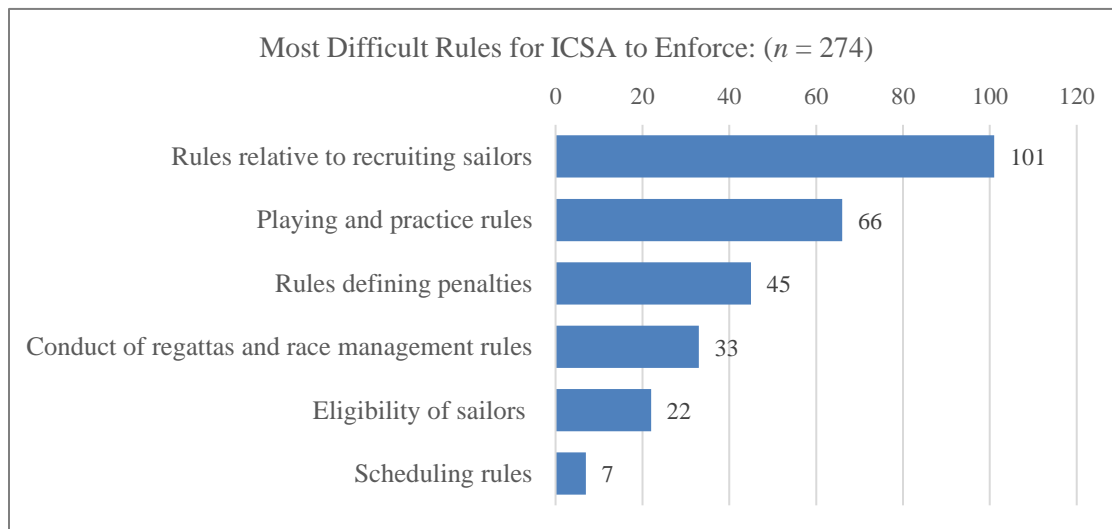 Most Difficult Rules for ICSA to Enforce: (n = 274)
0 20 40 60 80 100 120
Rules relative to recruiting sailors 101
Playing and practice rules 66
Rules defining penalties 45
Conduct of regattas and race management rules 33
Eligibility of sailors 22
Scheduling rules 7